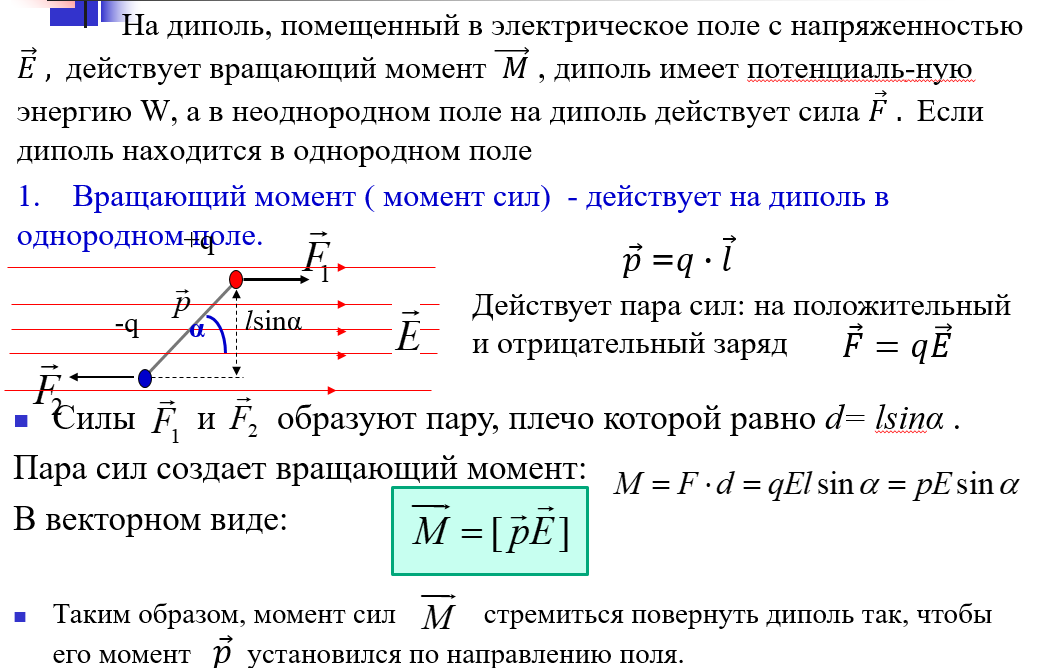 На диполь, помещенный в электрическое поле с напряженностью
E⃗ , действует вращающий момент M⃗ , диполь имеет потенциаль-ную
энергию W, а в неоднородном поле на диполь действует сила F⃗ . Если
диполь находится в однородном поле
1. Вращающий момент ( момент сил) - действует на диполь в
однородном поле.
+q
F⃗₁
p⃗ =q · l⃗
p⃗
-q
α
lsinα
E⃗
F⃗₂
Действует пара сил: на положительный
и отрицательный заряд F⃗ = qE⃗
Силы F⃗₁ и F⃗₂ образуют пару, плечо которой равно d= lsinα .
Пара сил создает вращающий момент: M = F · d = qEl sin α = pE sin α
В векторном виде: M⃗ = [p⃗E⃗]
Таким образом, момент сил M⃗ стремиться повернуть диполь так, чтобы
его момент p⃗ установился по направлению поля.